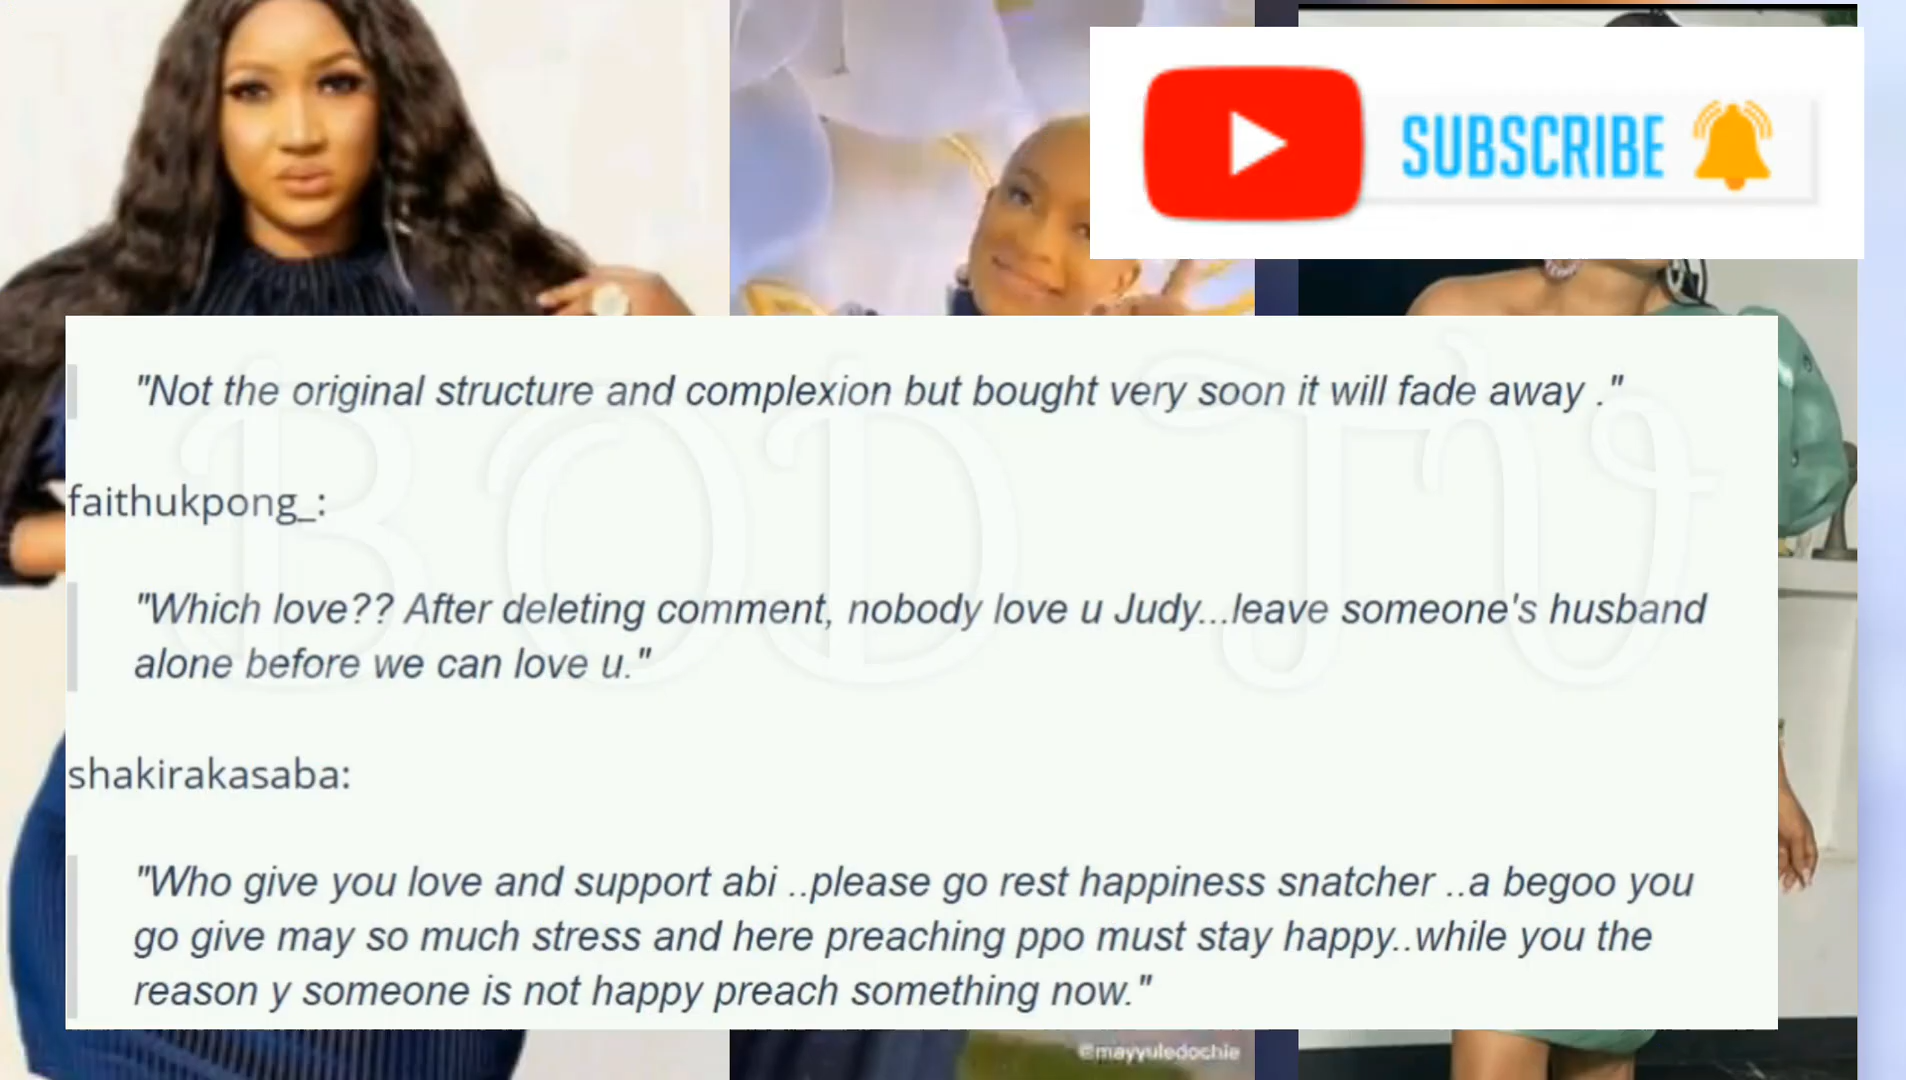 SUBSCRIBE
"Not the original structure and complexion but bought very soon it will fade away ."
faithukpong_:
"Which love?? After deleting comment, nobody love u Judy...leave someone's husband
alone before we can love u."
shakirakasaba:
"Who give you love and support abi ..please go rest happiness snatcher ..a begoo you
go give may so much stress and here preaching ppo must stay happy..while you the
reason y someone is not happy preach something now."
BOD TV
@mayyuledochie